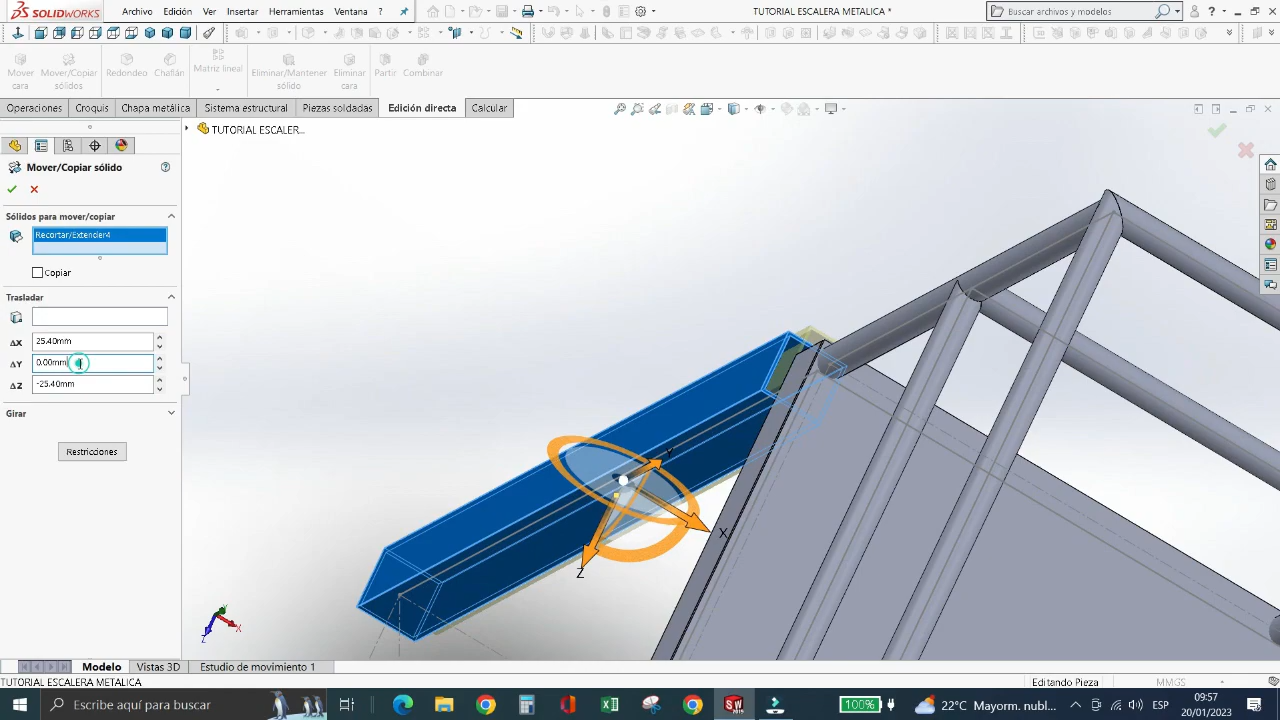 SOLIDWORKS
Archivo Edición Ver Insertar Herramientas Ventana ?
TUTORIAL ESCALERA METALICA *
Buscar archivos y modelos
Mover cara
Mover/Copiar sólidos
Redondeo
Chaflán
Matriz lineal
Eliminar/Mantener sólido
Eliminar cara
Partir
Combinar
Operaciones Croquis Chapa metálica Sistema estructural Piezas soldadas Edición directa Calcular
TUTORIAL ESCALER...
Mover/Copiar sólido
Sólidos para mover/copiar
Recortar/Extender4
Copiar
Trasladar
ΔX 25.40mm
ΔY 0.00mm
ΔZ -25.40mm
Girar
Restricciones
Y
X
Z
Y
X
Z
Modelo Vistas 3D Estudio de movimiento 1
TUTORIAL ESCALERA METALICA
Editando Pieza
MMGS
Escribe aquí para buscar
SW
2019
100%
22°C Mayorm. nubl...
ESP
09:57
20/01/2023